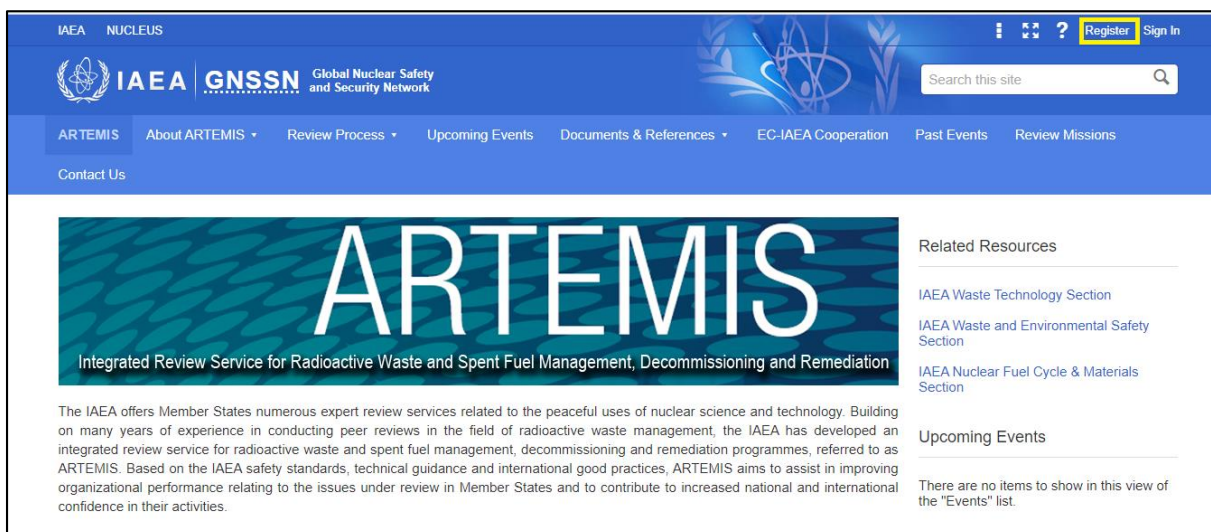 IAEA NUCLEUS
? Register Sign In
IAEA GNSSN Global Nuclear Safety
and Security Network
Search this site
ARTEMIS About ARTEMIS Review Process Upcoming Events Documents & References EC-IAEA Cooperation Past Events Review Missions
Contact Us
ARTEMIS
Integrated Review Service for Radioactive Waste and Spent Fuel Management, Decommissioning and Remediation
The IAEA offers Member States numerous expert review services related to the peaceful uses of nuclear science and technology. Building
on many years of experience in conducting peer reviews in the field of radioactive waste management, the IAEA has developed an
integrated review service for radioactive waste and spent fuel management, decommissioning and remediation programmes, referred to as
ARTEMIS. Based on the IAEA safety standards, technical guidance and international good practices, ARTEMIS aims to assist in improving
organizational performance relating to the issues under review in Member States and to contribute to increased national and international
confidence in their activities.
Related Resources
IAEA Waste Technology Section
IAEA Waste and Environmental Safety
Section
IAEA Nuclear Fuel Cycle & Materials
Section
Upcoming Events
There are no items to show in this view of
the "Events" list.